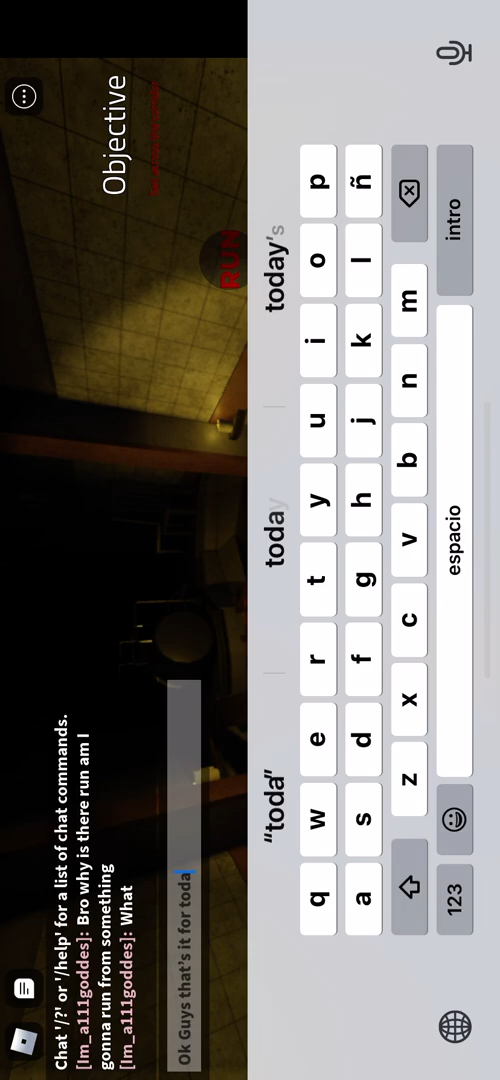 Chat '/?' or '/help' for a list of chat commands.
[Im_a111goddes]: Bro why is there run am I
gonna run from something
[Im_a111goddes]: What
Ok Guys that's it for toda
Objective
RUN
"toda"
today
today's
q w e r t y u i o p
a s d f g h j k l ñ
z x c v b n m
123
espacio
intro